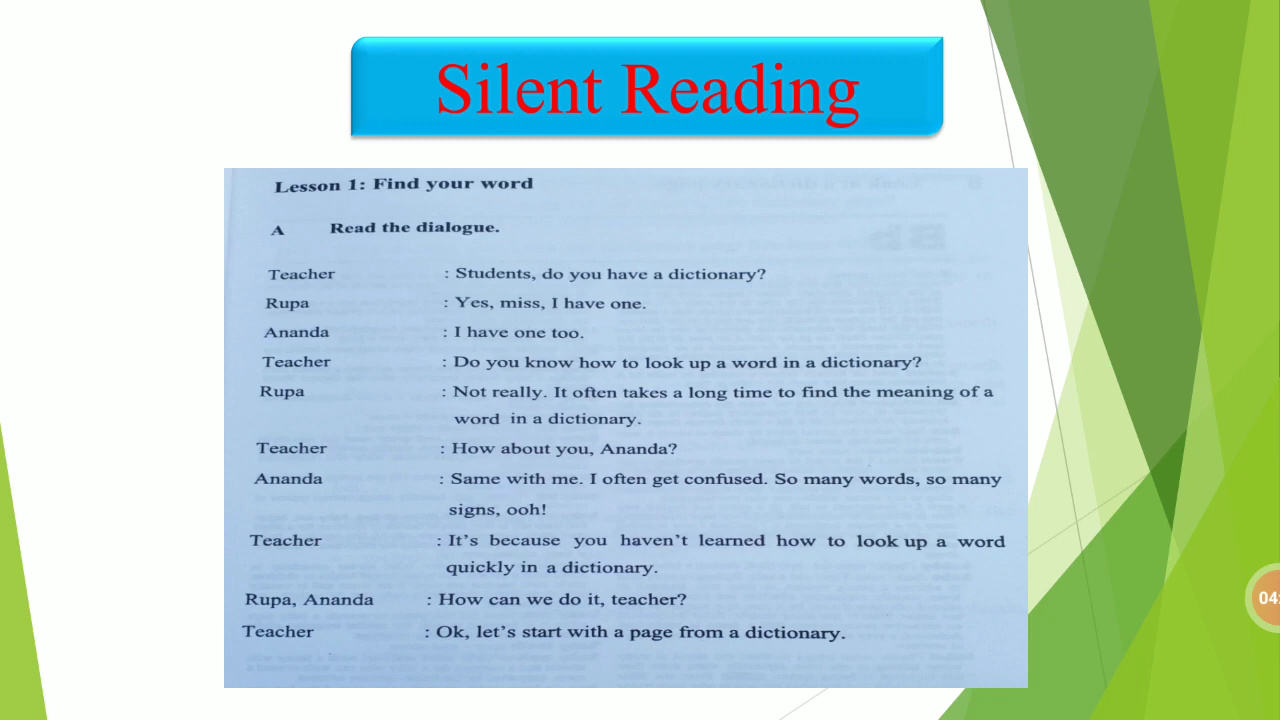 Silent Reading
Lesson 1: Find your word
A Read the dialogue.
Teacher : Students, do you have a dictionary?
Rupa : Yes, miss, I have one.
Ananda : I have one too.
Teacher : Do you know how to look up a word in a dictionary?
Rupa : Not really. It often takes a long time to find the meaning of a
word in a dictionary.
Teacher : How about you, Ananda?
Ananda : Same with me. I often get confused. So many words, so many
signs, ooh!
Teacher : It's because you haven't learned how to look up a word
quickly in a dictionary.
Rupa, Ananda : How can we do it, teacher?
Teacher : Ok, let's start with a page from a dictionary.